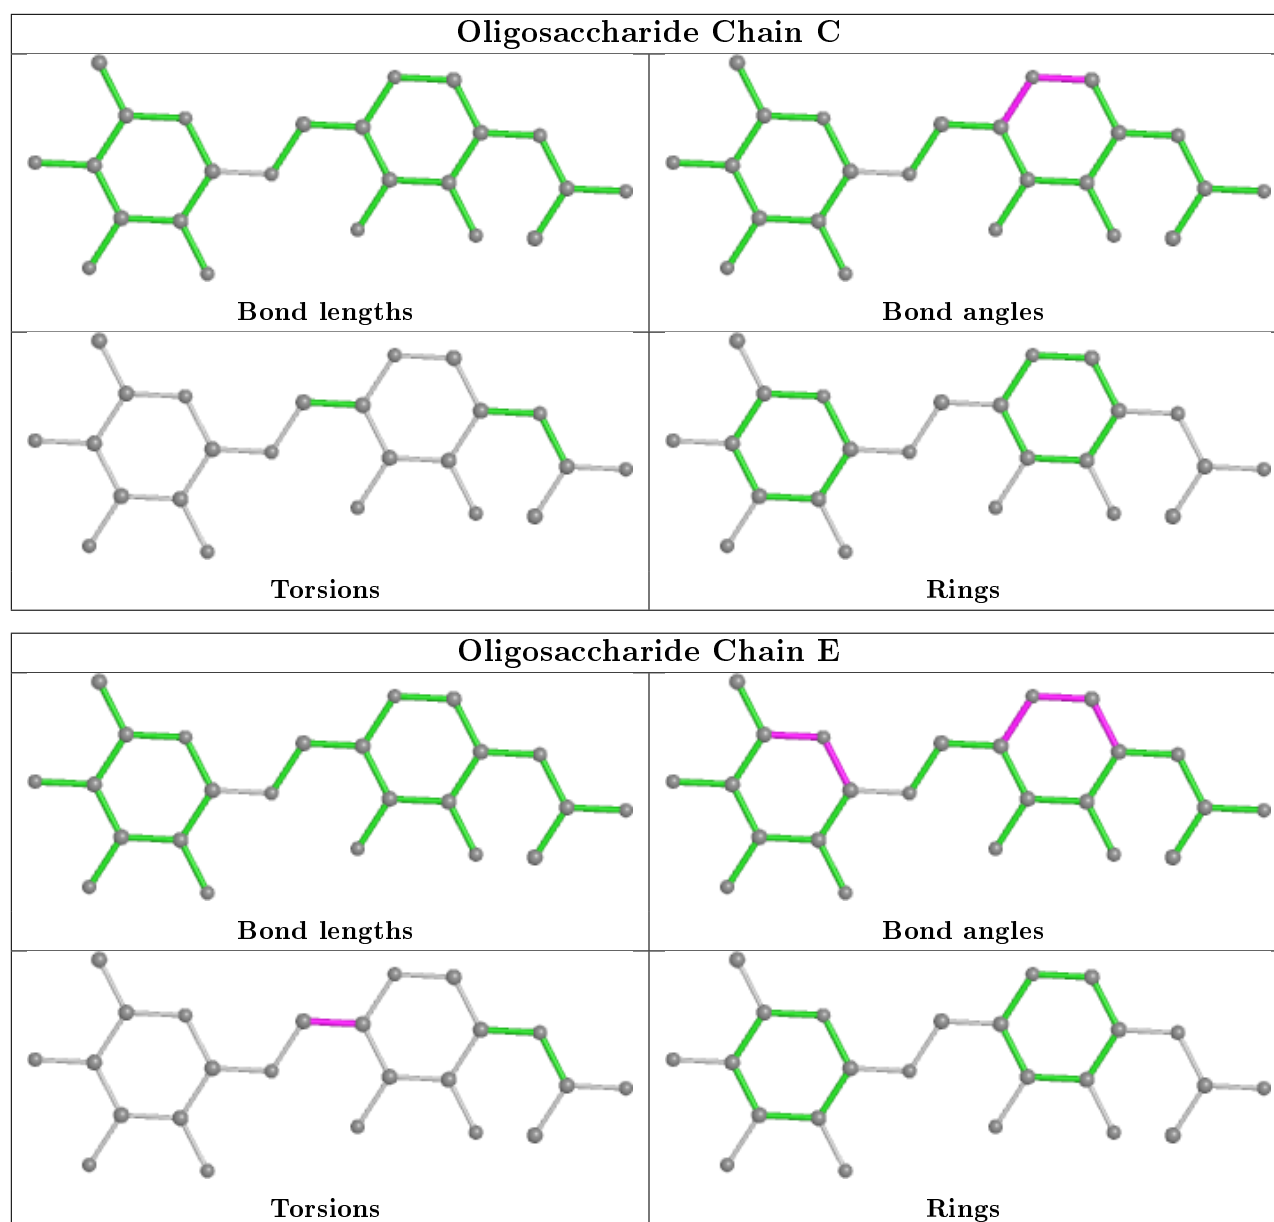 Oligosaccharide Chain C
Bond lengths
Bond angles
Torsions
Rings
Oligosaccharide Chain E
Bond lengths
Bond angles
Torsions
Rings